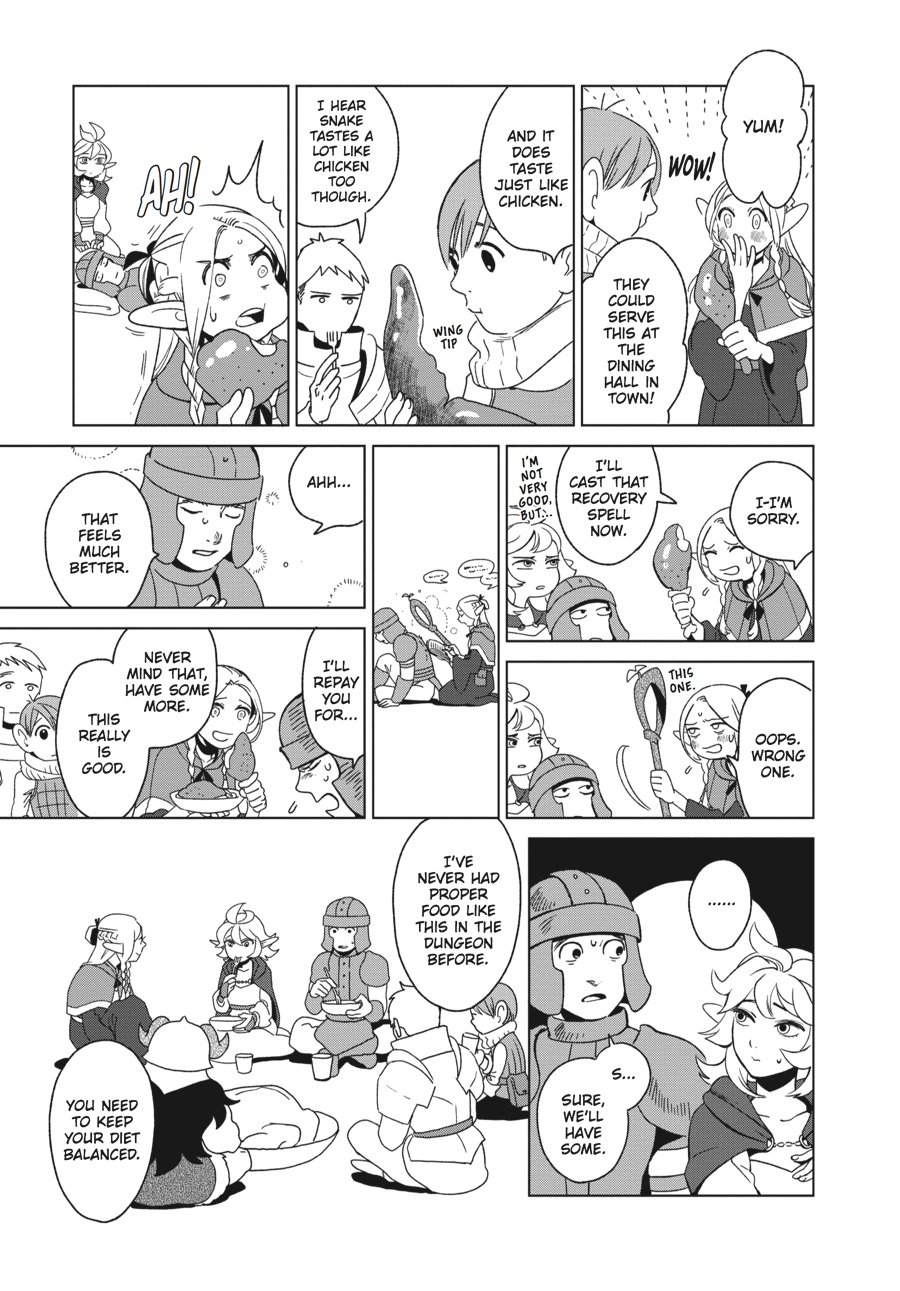 YUM!
WOW!
THEY
COULD
SERVE
THIS AT
THE
DINING
HALL IN
TOWN!
AND IT
DOES
TASTE
JUST LIKE
CHICKEN.
I HEAR
SNAKE
TASTES A
LOT LIKE
CHICKEN
TOO
THOUGH.
WING
TIP
AH!
I-I'M
SORRY.
I'LL
CAST THAT
RECOVERY
SPELL
NOW.
I'M
NOT
VERY
GOOD,
BUT...
OOPS.
WRONG
ONE.
THIS
ONE.
AHH...
THAT
FEELS
MUCH
BETTER.
I'LL
REPAY
YOU
FOR...
NEVER
MIND THAT,
HAVE SOME
MORE.
THIS
REALLY
IS
GOOD.
......
S...
SURE,
WE'LL
HAVE
SOME.
I'VE
NEVER HAD
PROPER
FOOD LIKE
THIS IN THE
DUNGEON
BEFORE.
YOU NEED
TO KEEP
YOUR DIET
BALANCED.